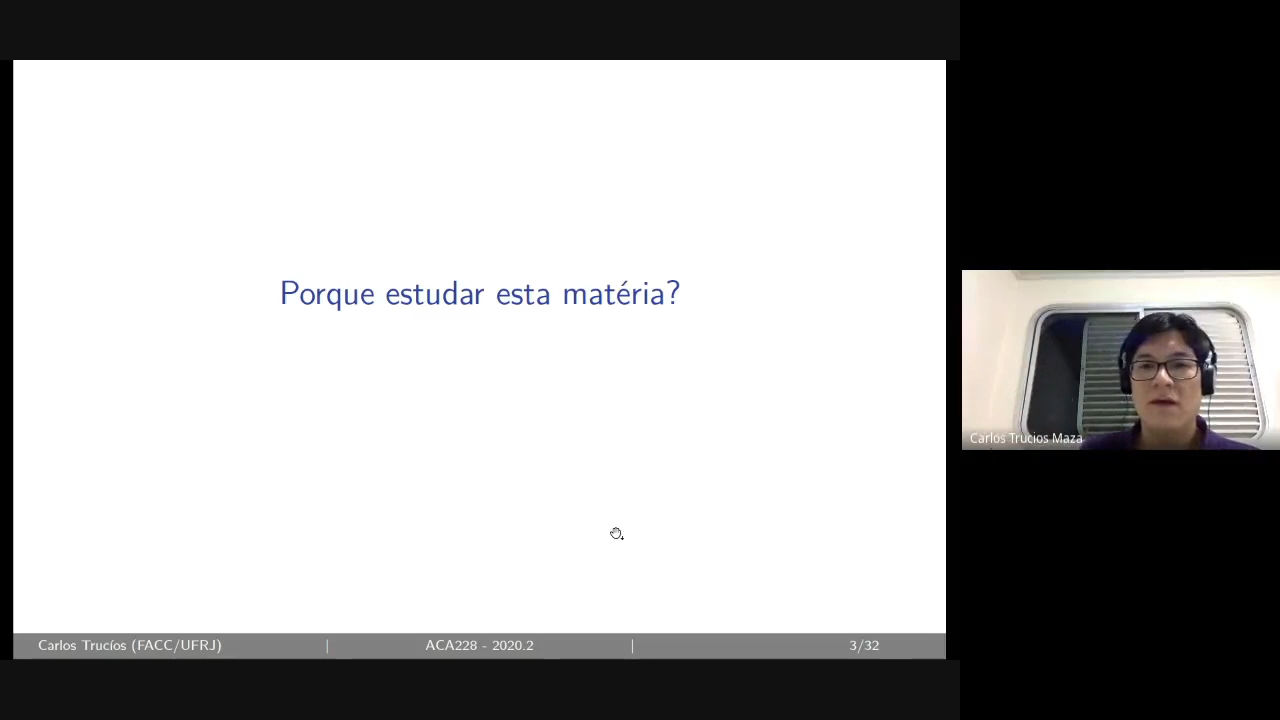 Porque estudar esta matéria?
Carlos Trucíos (FACC/UFRJ) | ACA228 - 2020.2 | 3/32
Carlos Trucios Maza